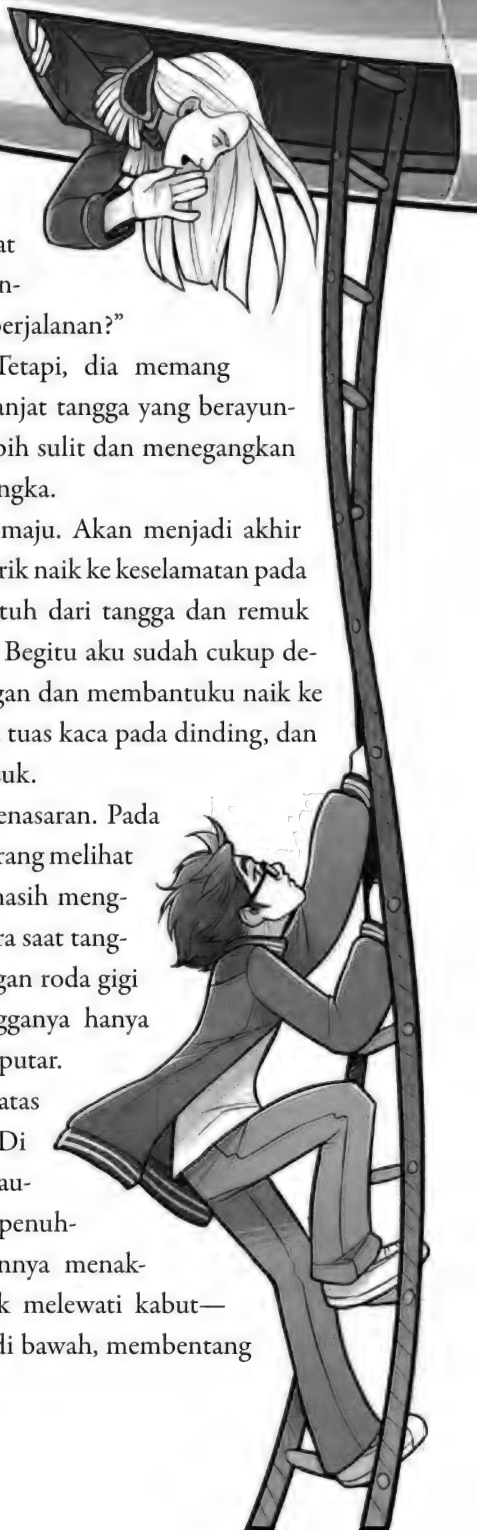 at
n-
perjalanan?”
Tetapi, dia memang
anjat tangga yang berayun-
bih sulit dan menegangkan
ngka.
maju. Akan menjadi akhir
rik naik ke keselamatan pada
tuh dari tangga dan remuk
Begitu aku sudah cukup de-
gan dan membantuku naik ke
tuas kaca pada dinding, dan
suk.
enasaran. Pada
rang melihat
nasih meng-
ra saat tang-
gan roda gigi
gganya hanya
putar.
atas
Di
au-
penuh-
nnya menak-
k melewati kabut—
di bawah, membentang